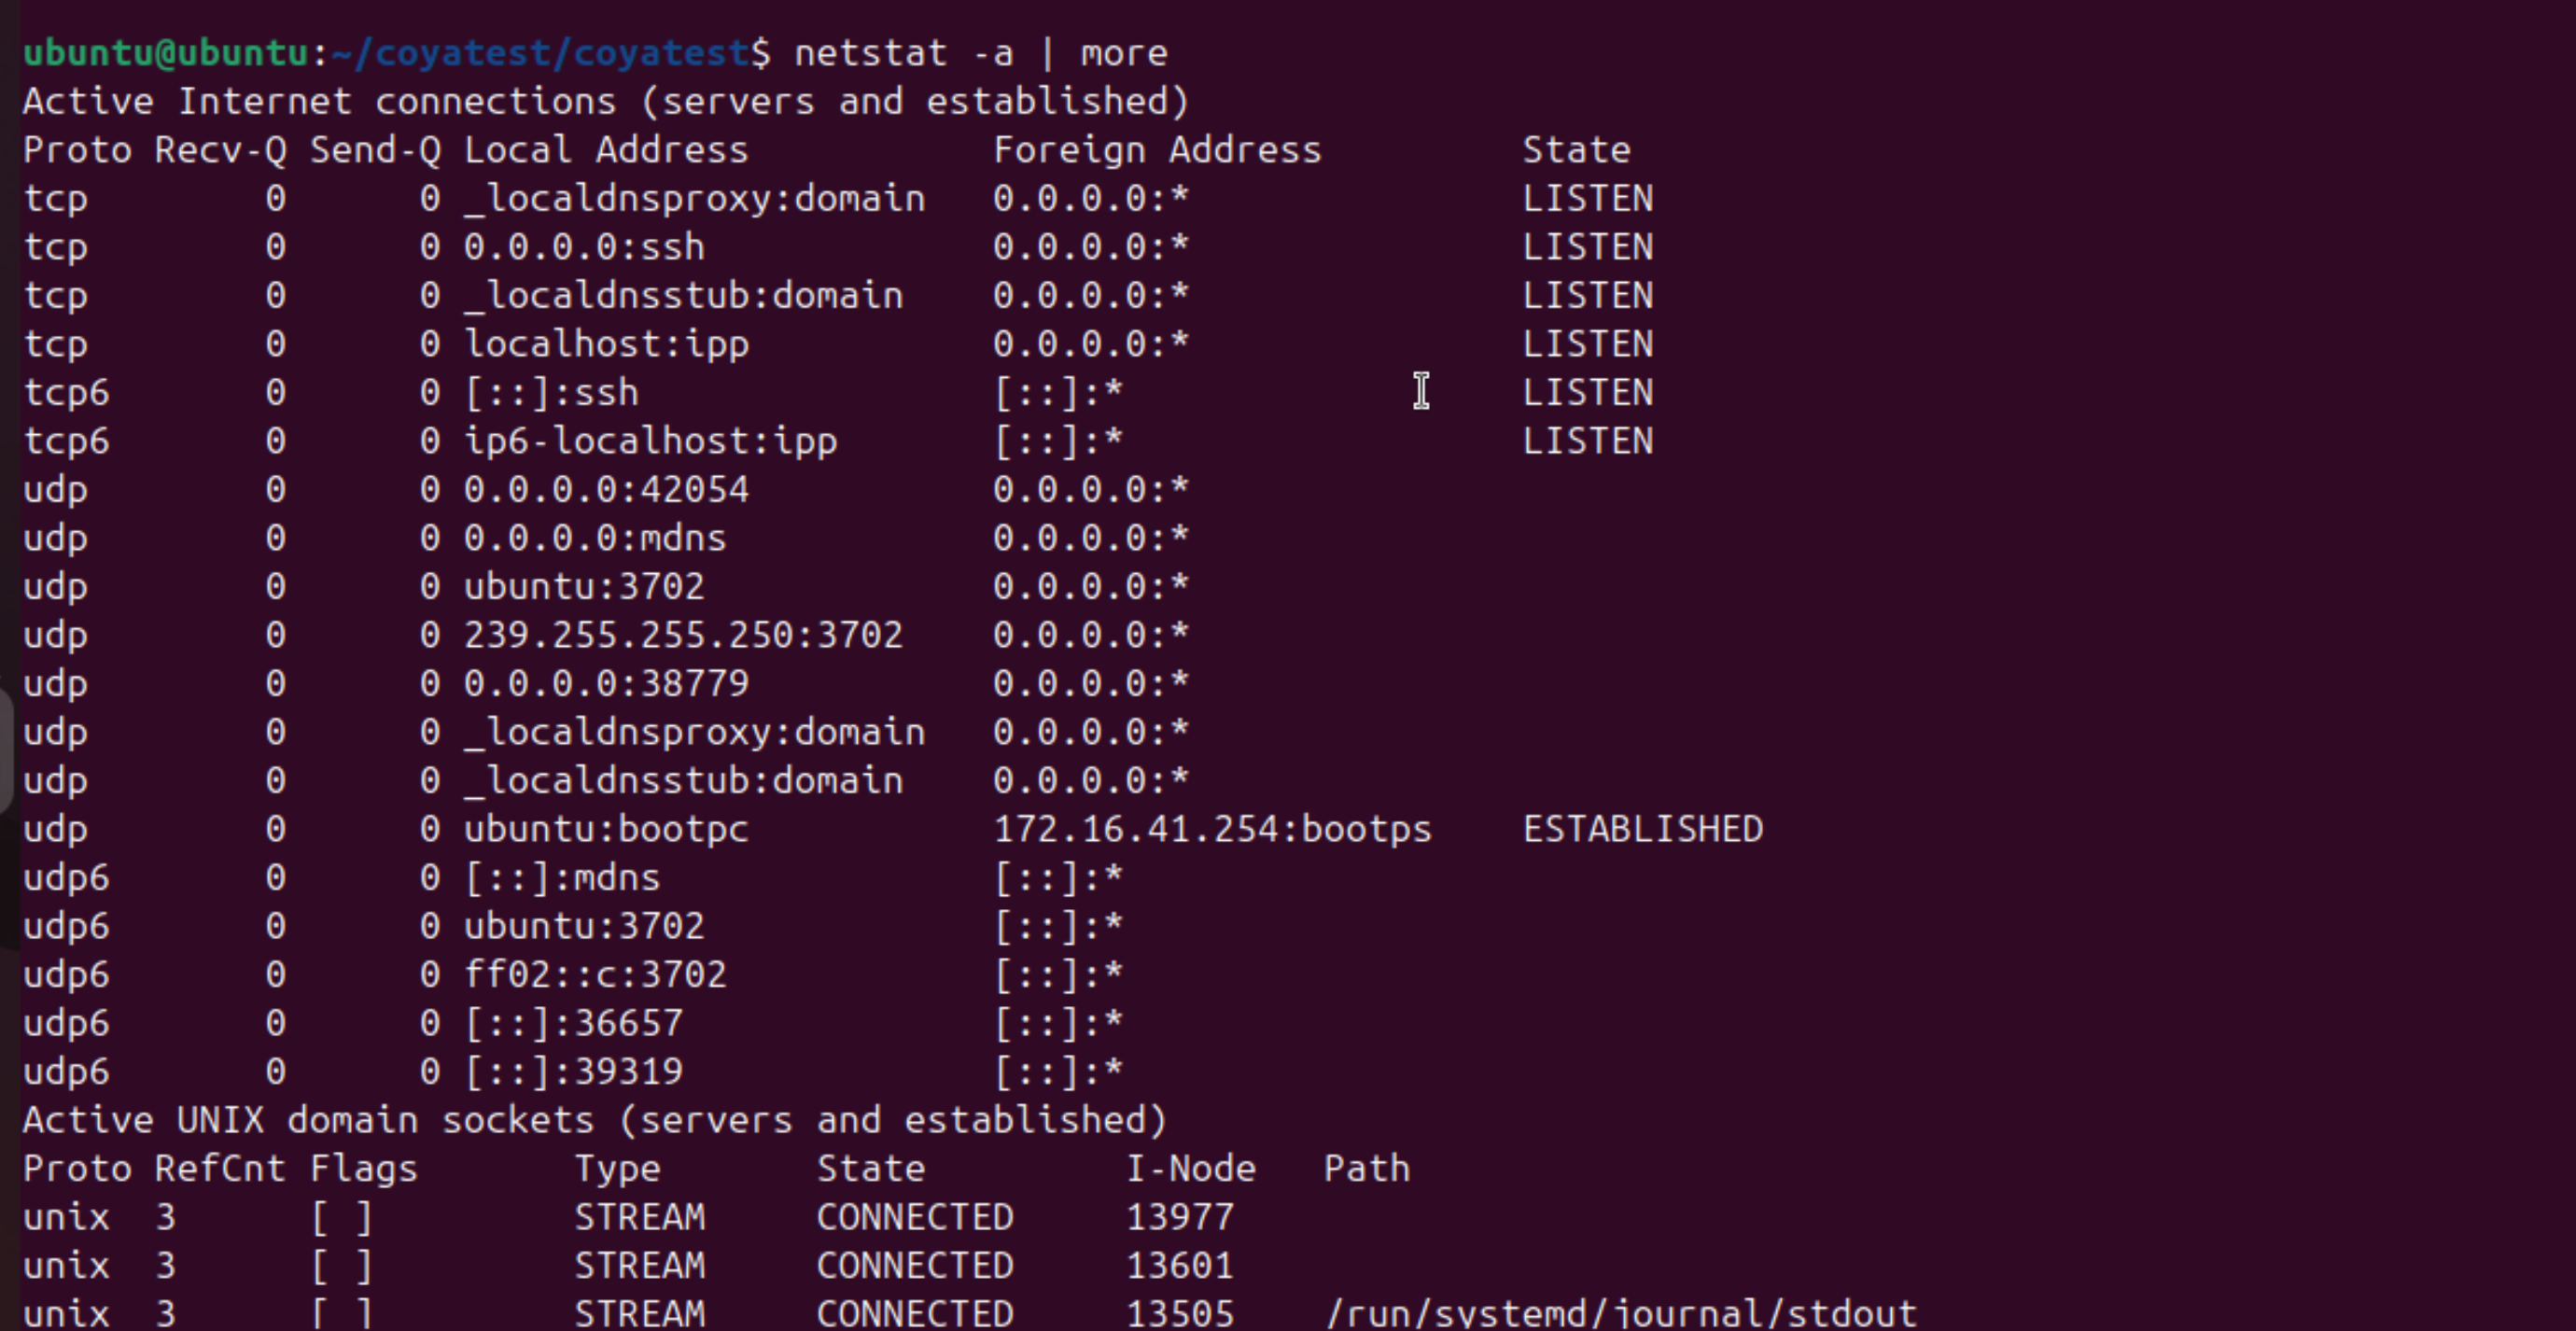 ubuntu@ubuntu:~/coyatest/coyatest$ netstat -a | more
Active Internet connections (servers and established)
Proto Recv-Q Send-Q Local Address           Foreign Address         State
tcp        0      0 _localdnsproxy:domain   0.0.0.0:*               LISTEN
tcp        0      0 0.0.0.0:ssh             0.0.0.0:*               LISTEN
tcp        0      0 _localdnsstub:domain    0.0.0.0:*               LISTEN
tcp        0      0 localhost:ipp           0.0.0.0:*               LISTEN
tcp6       0      0 [::]:ssh                [::]:*                  LISTEN
tcp6       0      0 ip6-localhost:ipp       [::]:*                  LISTEN
udp        0      0 0.0.0.0:42054           0.0.0.0:*
udp        0      0 0.0.0.0:mdns            0.0.0.0:*
udp        0      0 ubuntu:3702             0.0.0.0:*
udp        0      0 239.255.255.250:3702    0.0.0.0:*
udp        0      0 0.0.0.0:38779           0.0.0.0:*
udp        0      0 _localdnsproxy:domain   0.0.0.0:*
udp        0      0 _localdnsstub:domain    0.0.0.0:*
udp        0      0 ubuntu:bootpc           172.16.41.254:bootps    ESTABLISHED
udp6       0      0 [::]:mdns               [::]:*
udp6       0      0 ubuntu:3702             [::]:*
udp6       0      0 ff02::c:3702            [::]:*
udp6       0      0 [::]:36657              [::]:*
udp6       0      0 [::]:39319              [::]:*
Active UNIX domain sockets (servers and established)
Proto RefCnt Flags       Type       State         I-Node   Path
unix  3      [ ]         STREAM     CONNECTED     13977
unix  3      [ ]         STREAM     CONNECTED     13601
unix  3      [ ]         STREAM     CONNECTED     13505    /run/systemd/journal/stdout